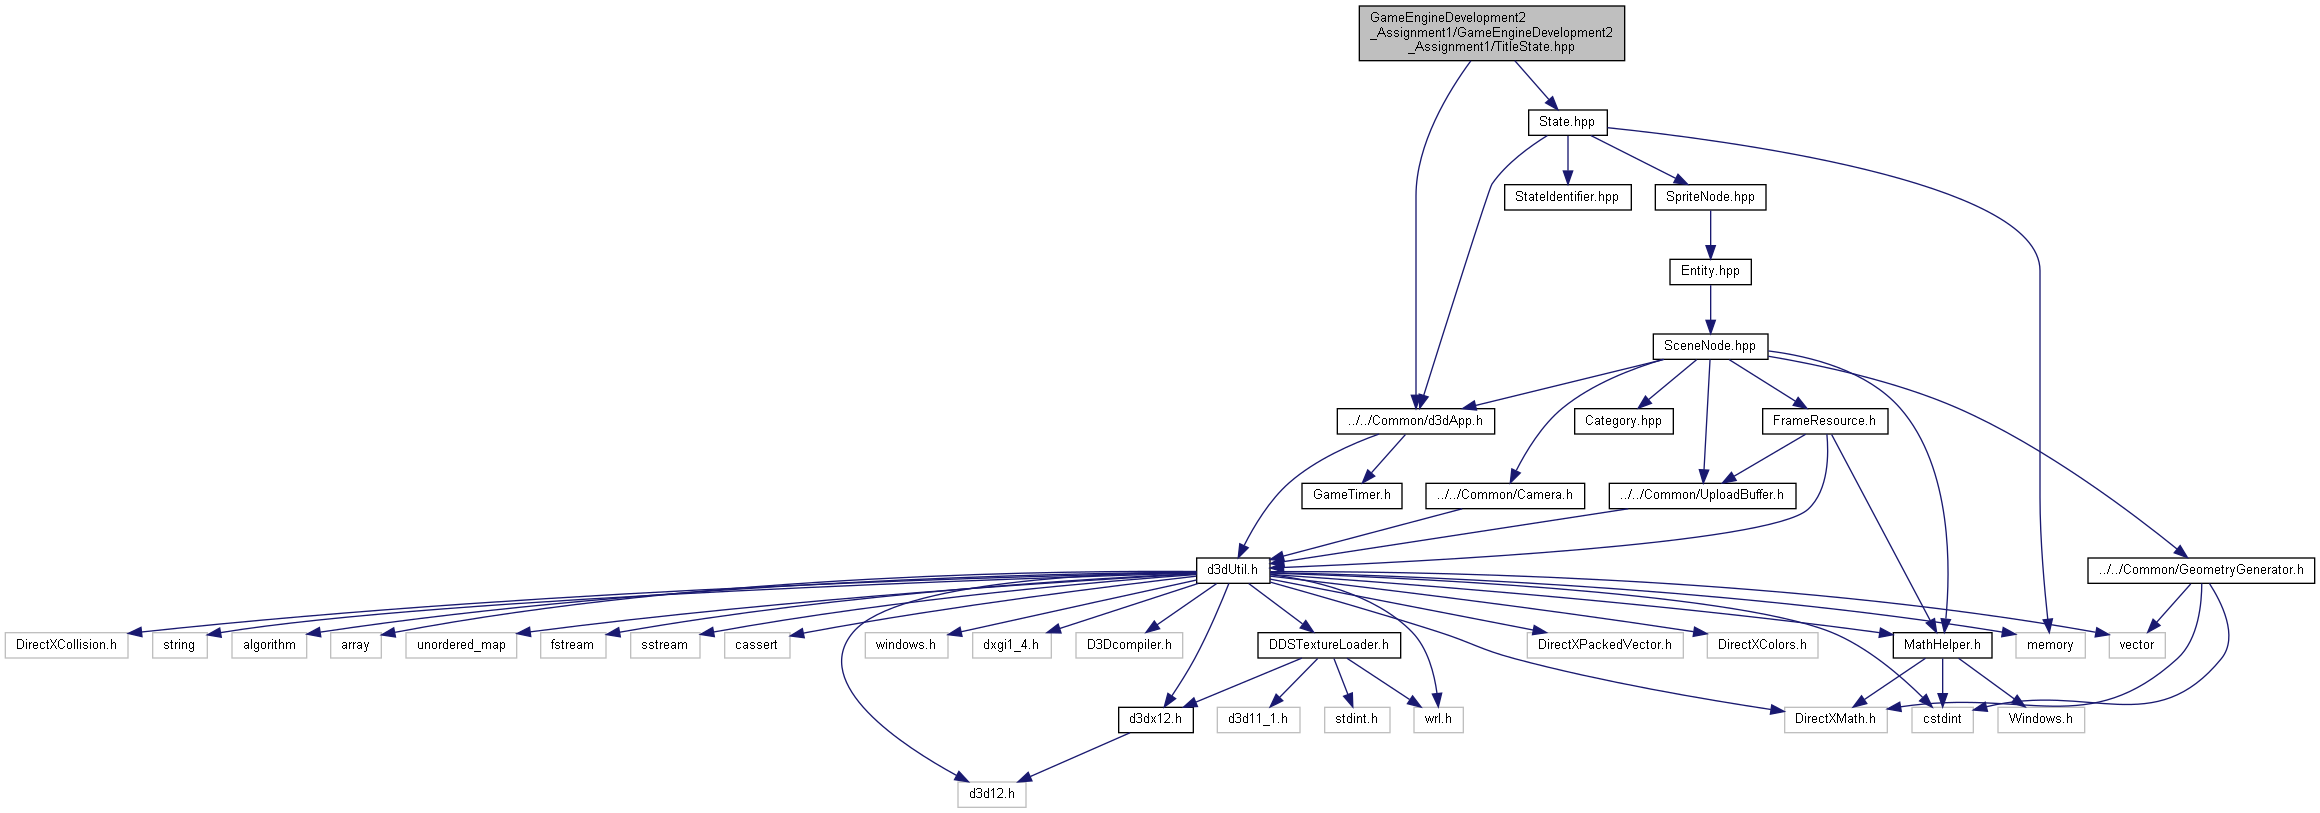 GameEngineDevelopment2
_Assignment1/GameEngineDevelopment2
_Assignment1/TitleState.hpp
State.hpp
StateIdentifier.hpp
SpriteNode.hpp
Entity.hpp
SceneNode.hpp
../../Common/d3dApp.h
Category.hpp
FrameResource.h
GameTimer.h
../../Common/Camera.h
../../Common/UploadBuffer.h
d3dUtil.h
../../Common/GeometryGenerator.h
DirectXCollision.h
string
algorithm
array
unordered_map
fstream
sstream
cassert
windows.h
dxgi1_4.h
D3Dcompiler.h
DDSTextureLoader.h
DirectXPackedVector.h
DirectXColors.h
MathHelper.h
memory
vector
d3dx12.h
d3d11_1.h
stdint.h
wrl.h
DirectXMath.h
cstdint
Windows.h
d3d12.h